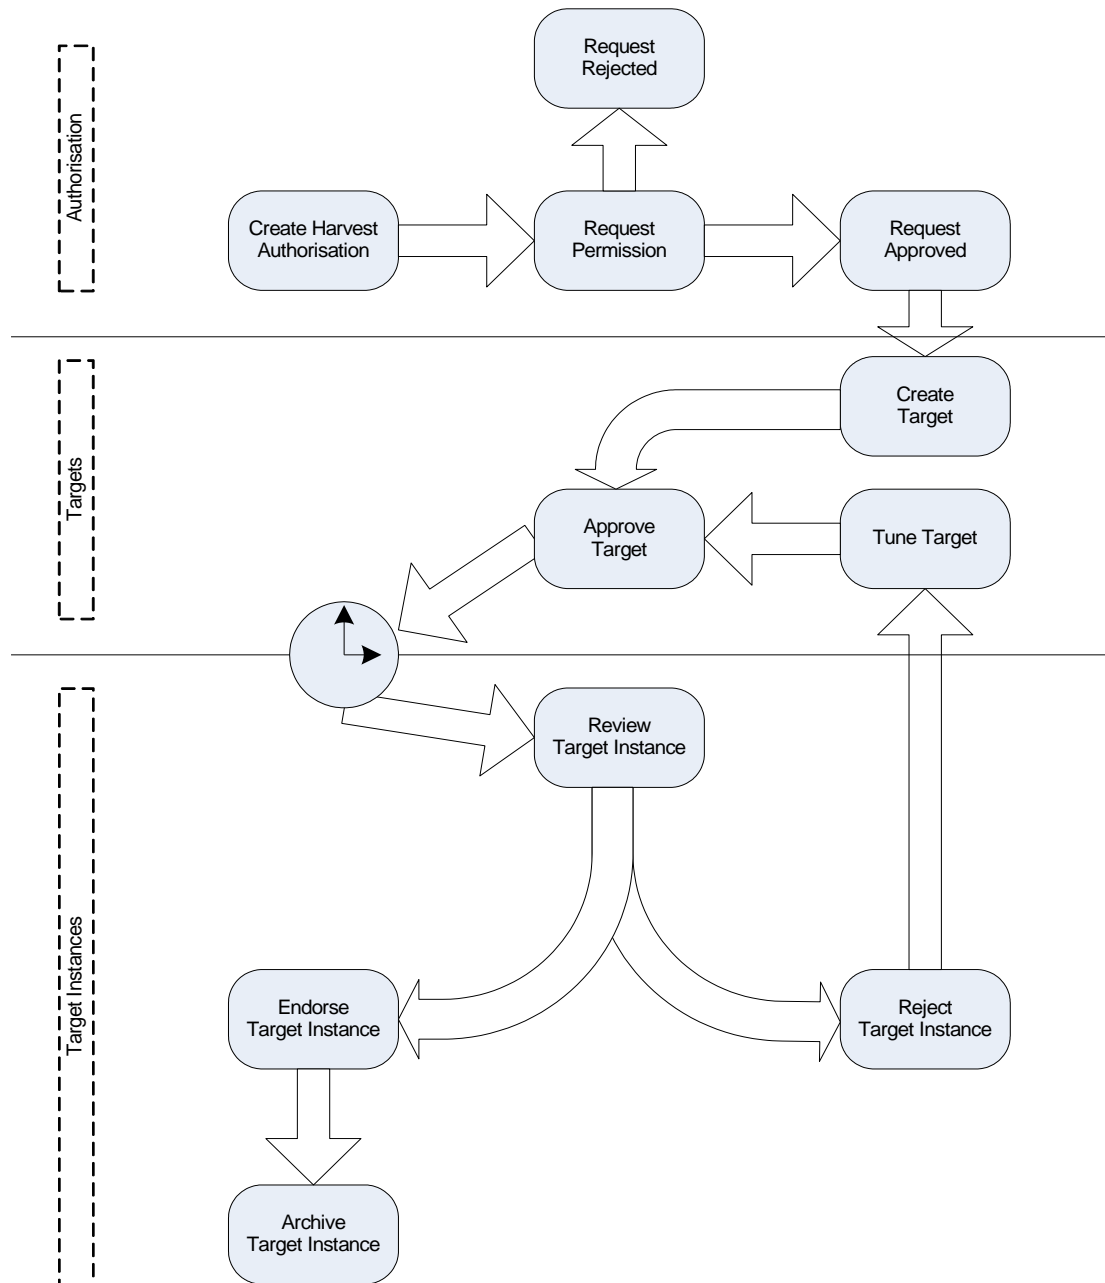 Request
Rejected
Authorisation
Create Harvest
Authorisation
Request
Permission
Request
Approved
Targets
Create
Target
Approve
Target
Tune Target
Target Instances
Review
Target Instance
Endorse
Target Instance
Reject
Target Instance
Archive
Target Instance